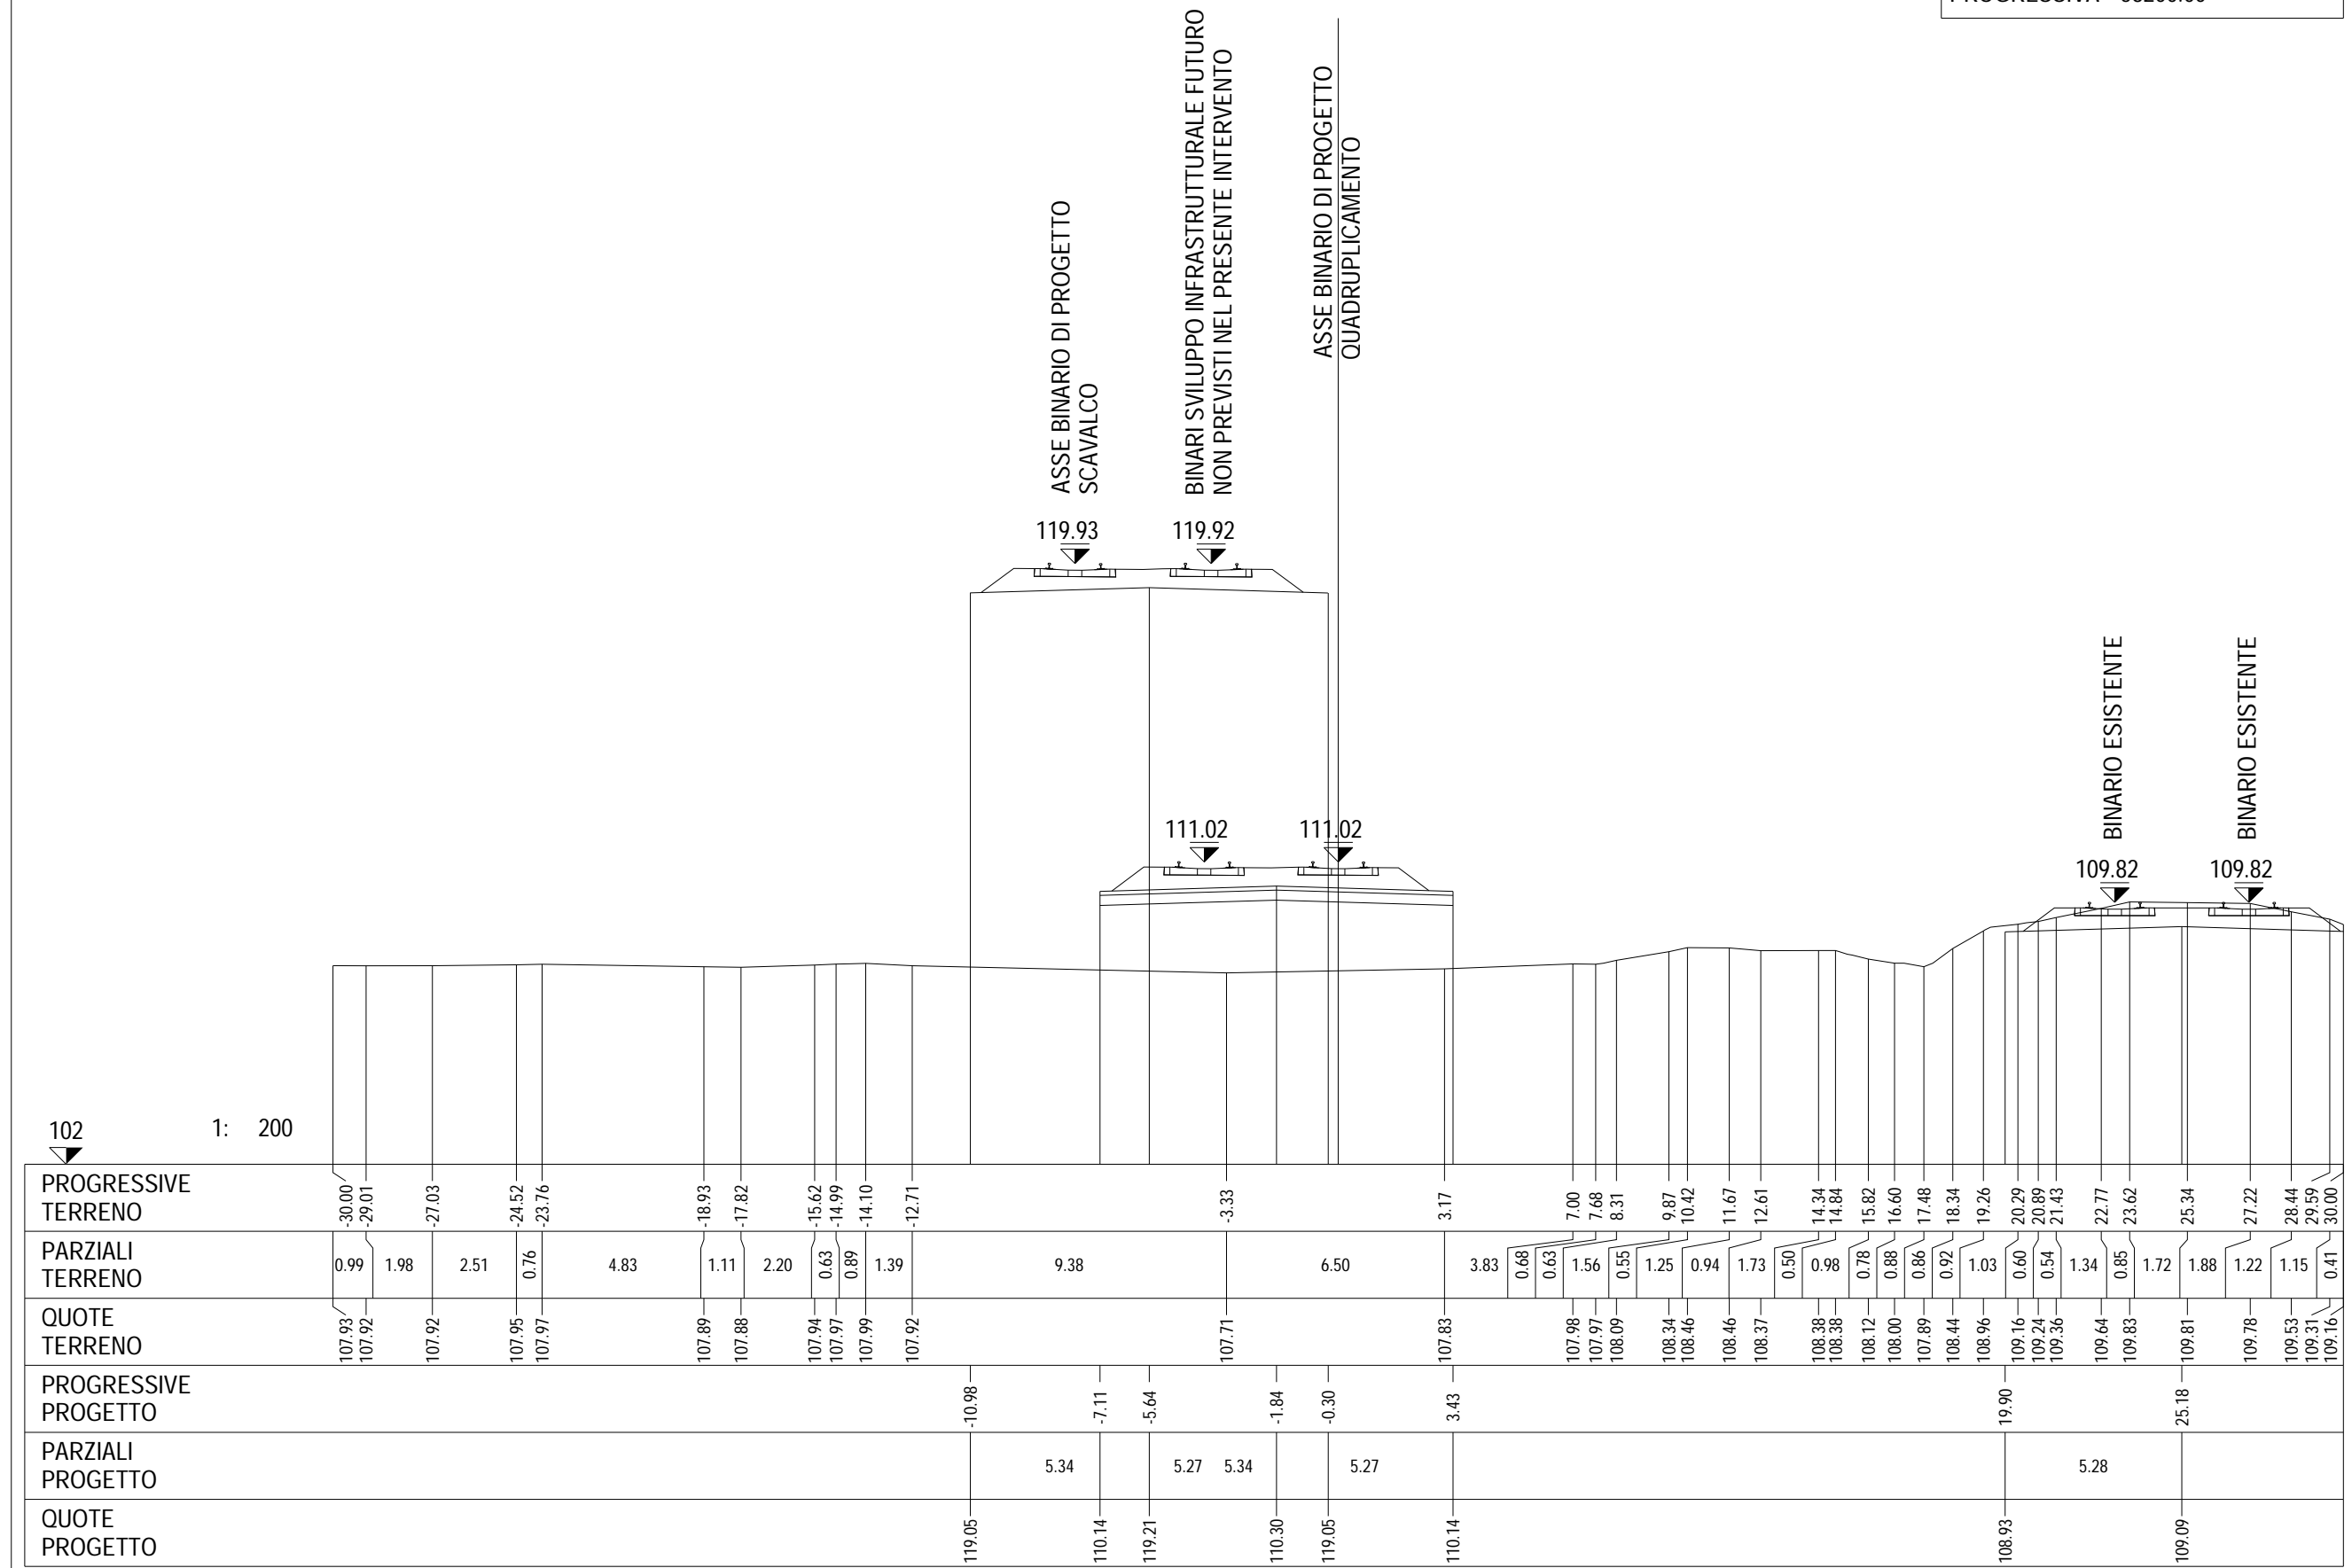 ASSE BINARIO DI PROGETTO
SCAVALCO
BINARI SVILUPPO INFRASTRUTTURALE FUTURO
NON PREVISTI NEL PRESENTE INTERVENTO
ASSE BINARIO DI PROGETTO
QUADRUPLICAMENTO
119.93 119.92
BINARIO ESISTENTE
BINARIO ESISTENTE
111.02 111.02
109.82 109.82
102
1: 200
PROGRESSIVE
TERRENO
-30.00 -29.01 -27.03 -24.52 -23.76 -18.93 -17.82 -15.62 -14.99 -14.10 -12.71 -3.33 3.17 7.00 7.68 8.31 9.87 10.42 11.67 12.61 14.34 14.84 15.82 16.60 17.48 18.34 19.26 20.29 20.89 21.43 22.77 23.62 25.34 27.22 28.44 29.59 30.00
PARZIALI
TERRENO
0.99 1.98 2.51 0.76 4.83 1.11 2.20 0.63 0.89 1.39 9.38 6.50 3.83 0.68 0.63 1.56 0.55 1.25 0.94 1.73 0.50 0.98 0.78 0.88 0.86 0.92 1.03 0.60 0.54 1.34 0.85 1.72 1.88 1.22 1.15 0.41
QUOTE
TERRENO
107.93 107.92 107.92 107.95 107.97 107.89 107.88 107.94 107.97 107.99 107.92 107.71 107.83 107.98 107.97 108.09 108.34 108.46 108.46 108.37 108.38 108.38 108.12 108.00 107.89 108.44 108.96 109.16 109.24 109.36 109.64 109.83 109.81 109.78 109.53 109.31 109.16
PROGRESSIVE
PROGETTO
-10.98 -7.11 -5.64 -1.84 -0.30 3.43 19.90 25.18
PARZIALI
PROGETTO
5.34 5.27 5.34 5.27 5.28
QUOTE
PROGETTO
119.05 110.14 119.21 110.30 119.05 110.14 108.93 109.09